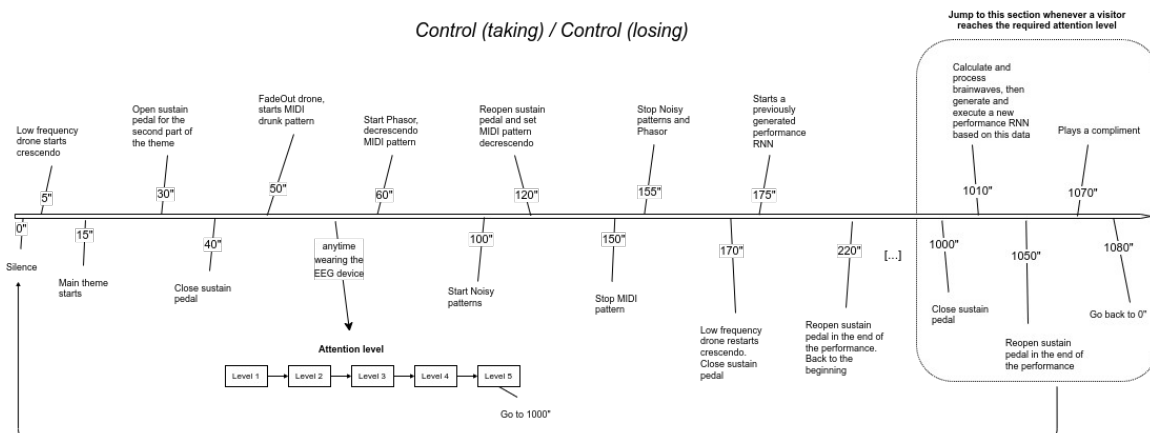 Control (taking) / Control (losing)
Jump to this section whenever a visitor
reaches the required attention level
Low frequency
drone starts
crescendo
Open sustain
pedal for the
second part of
the theme
FadeOut drone,
starts MIDI
drunk pattern
Start Phasor,
decrescendo
MIDI pattern
Reopen sustain
pedal and set
MIDI pattern
decrescendo
Stop Noisy
patterns and
Phasor
Starts a
previously
generated
performance
RNN
Calculate and
process
brainwaves, then
generate and
execute a new
performance RNN
based on this data
Plays a compliment
5"
30"
50"
60"
120"
155"
175"
1010"
1070"
0"
15"
40"
anytime
wearing the
EEG device
100"
150"
170"
220"
[...]
1000"
1050"
1080"
Silence
Main theme
starts
Close sustain
pedal
Start Noisy
patterns
Stop MIDI
pattern
Low frequency
drone restarts
crescendo.
Close sustain
pedal
Reopen sustain
pedal in the end of
the performance.
Back to the
beginning
Close sustain
pedal
Reopen sustain
pedal in the end of
the performance
Go back to 0"
Attention level
Level 1
Level 2
Level 3
Level 4
Level 5
Go to 1000"